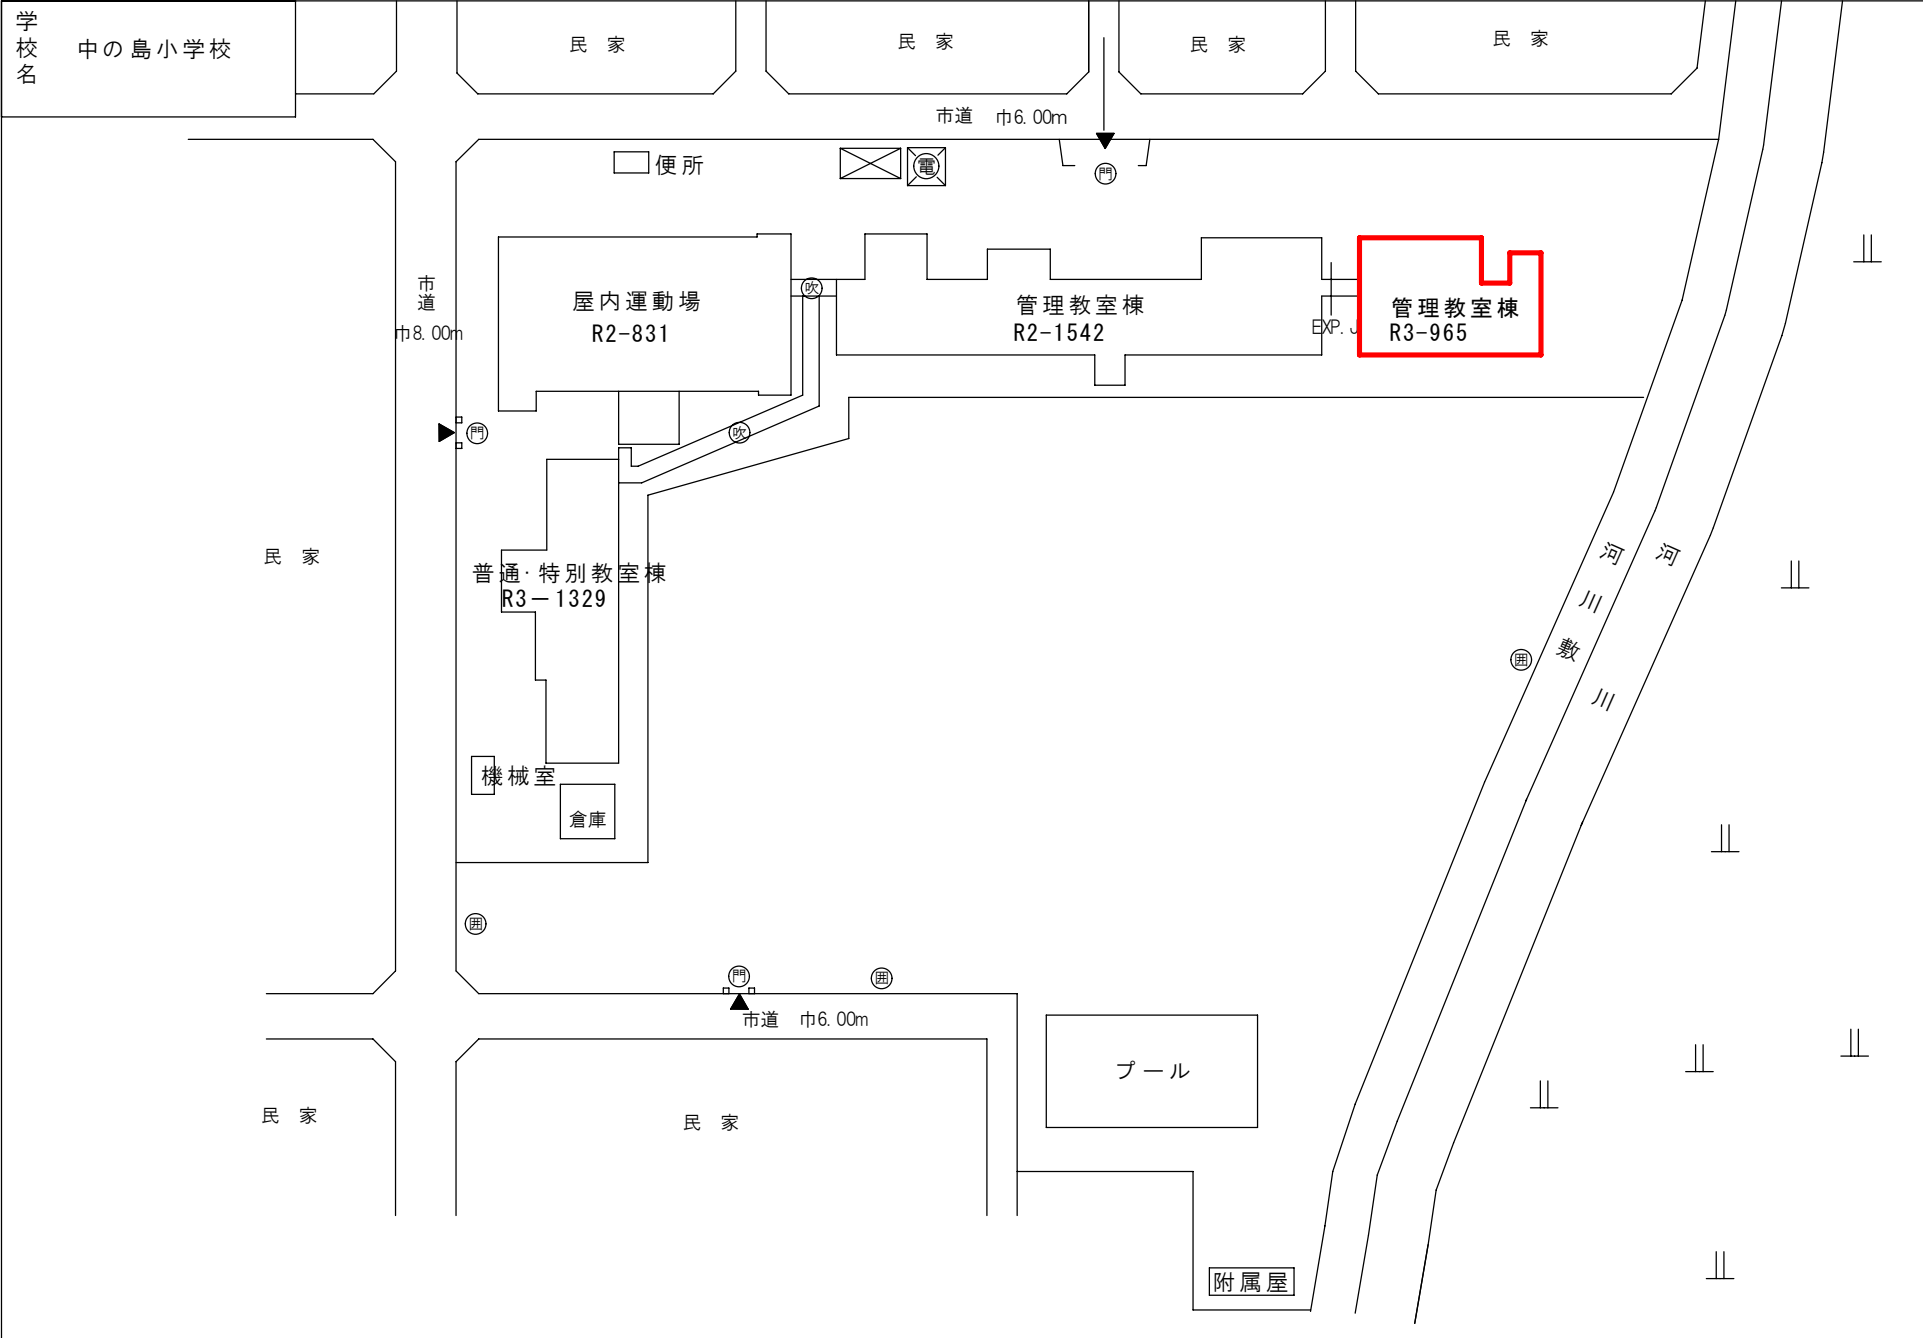 学校名
中の島小学校
民 家
民 家
民 家
民 家
市道 巾6.00m
便所
電
門
市道
巾8.00m
屋内運動場
R2-831
吹
管理教室棟
R2-1542
EXP.J
管理教室棟
R3-965
門
吹
民 家
普通･特別教室棟
R3－1329
河川敷
河川
囲
機械室
倉庫
囲
門
囲
市道 巾6.00m
プール
民 家
民 家
附属屋